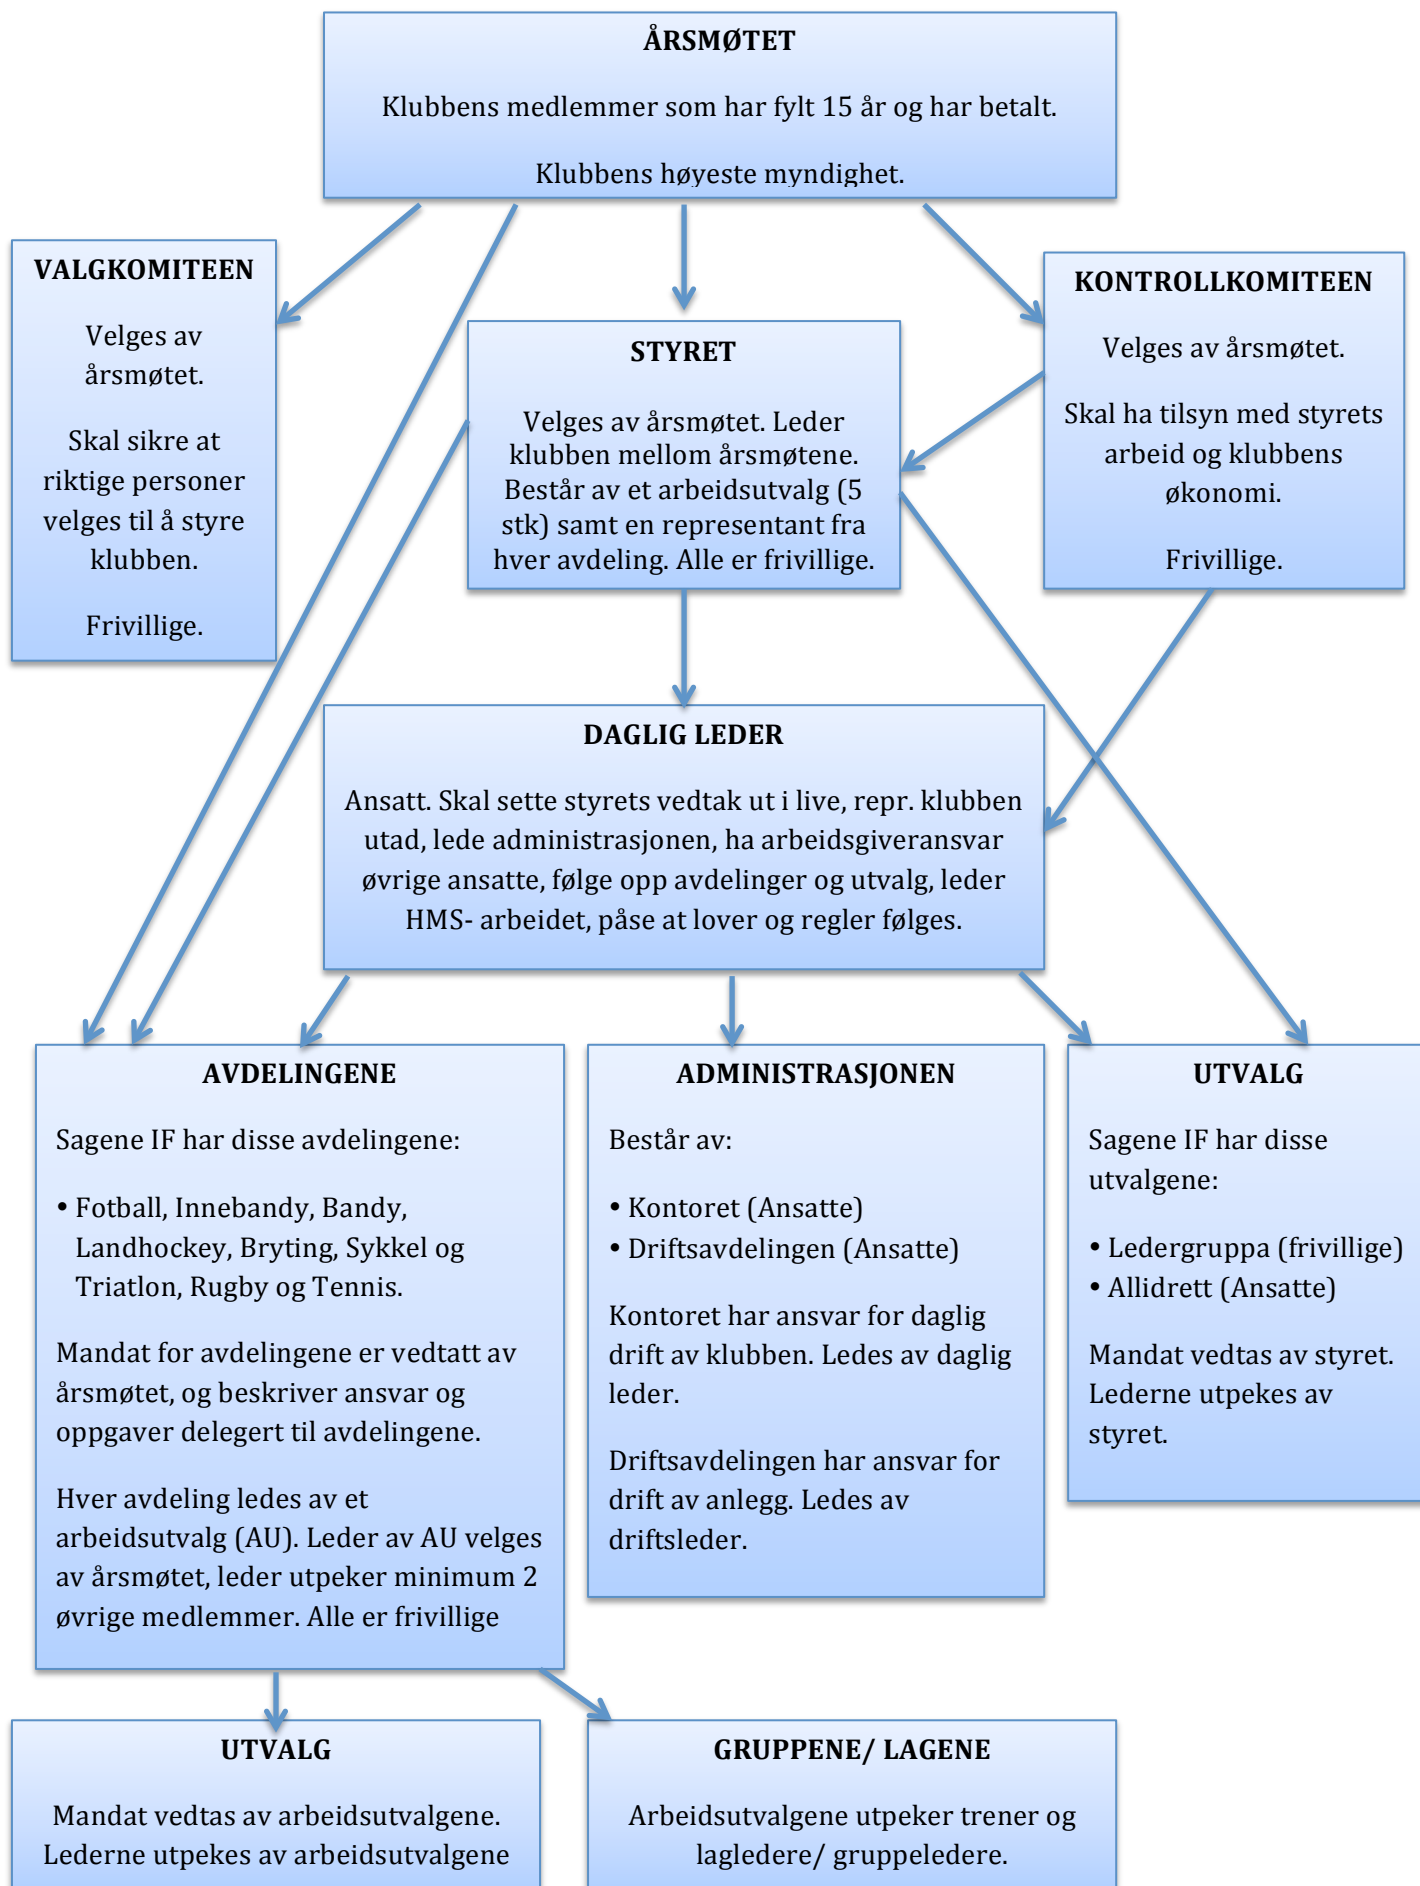 ÅRSMØTET
Klubbens medlemmer som har fylt 15 år og har betalt.
Klubbens høyeste myndighet.
VALGKOMITEEN
Velges av
årsmøtet.
Skal sikre at
riktige personer
velges til å styre
klubben.
Frivillige.
STYRET
Velges av årsmøtet. Leder
klubben mellom årsmøtene.
Består av et arbeidsutvalg (5
stk) samt en representant fra
hver avdeling. Alle er frivillige.
KONTROLLKOMITEEN
Velges av årsmøtet.
Skal ha tilsyn med styrets
arbeid og klubbens
økonomi.
Frivillige.
DAGLIG LEDER
Ansatt. Skal sette styrets vedtak ut i live, repr. klubben
utad, lede administrasjonen, ha arbeidsgiveransvar
øvrige ansatte, følge opp avdelinger og utvalg, leder
HMS- arbeidet, påse at lover og regler følges.
AVDELINGENE
Sagene IF har disse avdelingene:
• Fotball, Innebandy, Bandy,
Landhockey, Bryting, Sykkel og
Triatlon, Rugby og Tennis.
Mandat for avdelingene er vedtatt av
årsmøtet, og beskriver ansvar og
oppgaver delegert til avdelingene.
Hver avdeling ledes av et
arbeidsutvalg (AU). Leder av AU velges
av årsmøtet, leder utpeker minimum 2
øvrige medlemmer. Alle er frivillige
ADMINISTRASJONEN
Består av:
• Kontoret (Ansatte)
• Driftsavdelingen (Ansatte)
Kontoret har ansvar for daglig
drift av klubben. Ledes av daglig
leder.
Driftsavdelingen har ansvar for
drift av anlegg. Ledes av
driftsleder.
UTVALG
Sagene IF har disse
utvalgene:
• Ledergruppa (frivillige)
• Allidrett (Ansatte)
Mandat vedtas av styret.
Lederne utpekes av
styret.
UTVALG
Mandat vedtas av arbeidsutvalgene.
Lederne utpekes av arbeidsutvalgene
GRUPPENE/ LAGENE
Arbeidsutvalgene utpeker trener og
lagledere/ gruppeledere.